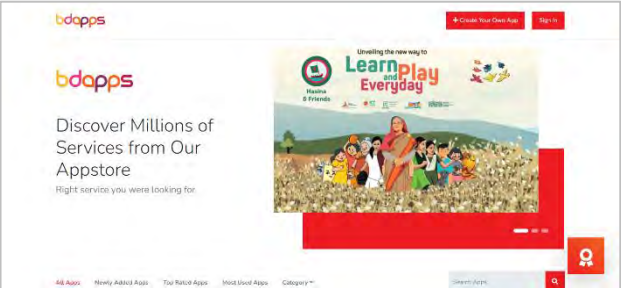 bdapps
+ Create Your Own App
Sign In
bdapps
Unveiling the new way to
Learn
and Play
Everyday
Hasina
& Friends
Discover Millions of
Services from Our
Appstore
Right service you were looking for
All Apps
Newly Added Apps
Top Rated Apps
Most Used Apps
Category
Search Apps